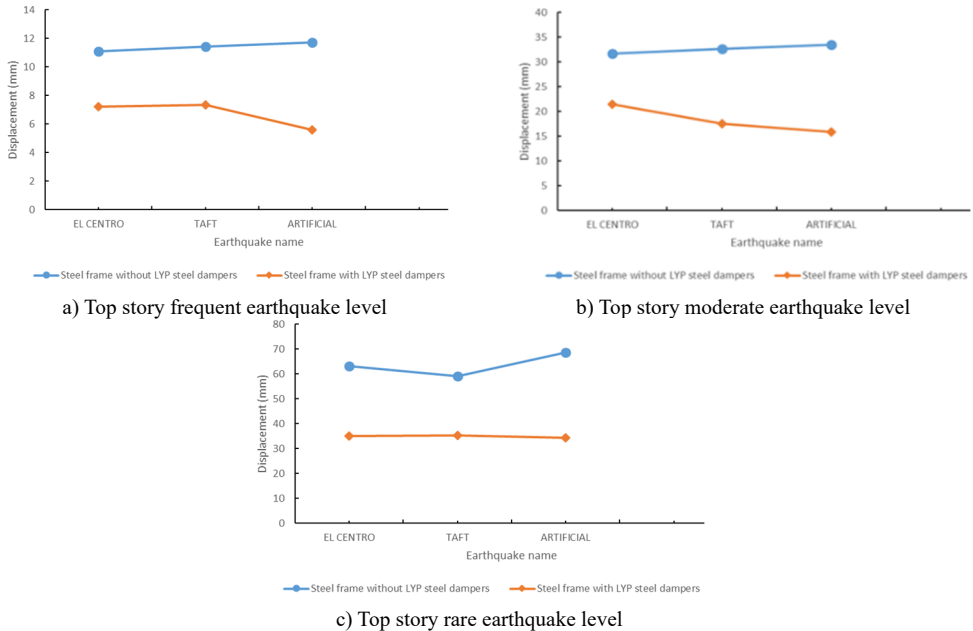 14
12
10
8
6
4
2
0
Displacement (mm)
EL CENTRO TAFT ARTIFICIAL
Earthquake name
Steel frame without LYP steel dampers Steel frame with LYP steel dampers
a) Top story frequent earthquake level
40
35
30
25
20
15
10
5
0
Displacement (mm)
EL CENTRO TAFT ARTIFICIAL
Earthquake name
Steel frame without LYP steel dampers Steel frame with LYP steel dampers
b) Top story moderate earthquake level
80
70
60
50
40
30
20
10
0
Displacement (mm)
EL CENTRO TAFT ARTIFICIAL
Earthquake name
Steel frame without LYP steel dampers Steel frame with LYP steel dampers
c) Top story rare earthquake level